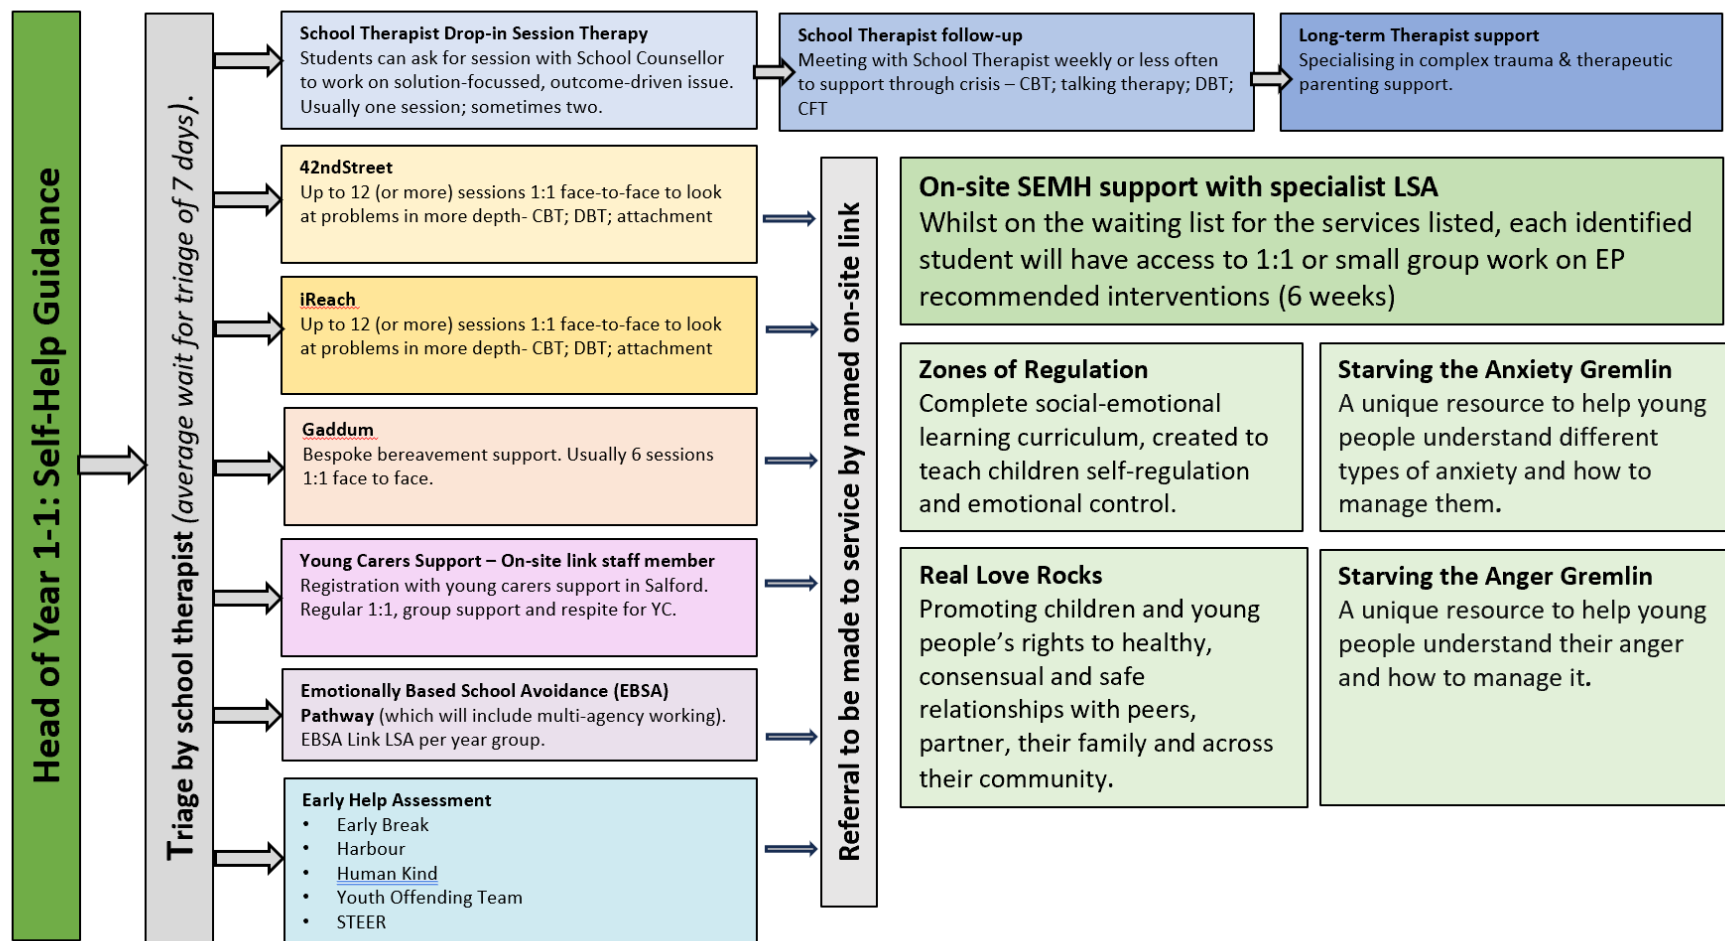 Head of Year 1-1: Self-Help Guidance
Triage by school therapist (average wait for triage of 7 days).
School Therapist Drop-in Session Therapy
Students can ask for session with School Counsellor
to work on solution-focussed, outcome-driven issue.
Usually one session; sometimes two.
School Therapist follow-up
Meeting with School Therapist weekly or less often
to support through crisis – CBT; talking therapy; DBT;
CFT
Long-term Therapist support
Specialising in complex trauma & therapeutic
parenting support.
42ndStreet
Up to 12 (or more) sessions 1:1 face-to-face to look
at problems in more depth- CBT; DBT; attachment
iReach
Up to 12 (or more) sessions 1:1 face-to-face to look
at problems in more depth- CBT; DBT; attachment
Gaddum
Bespoke bereavement support. Usually 6 sessions
1:1 face to face.
Young Carers Support – On-site link staff member
Registration with young carers support in Salford.
Regular 1:1, group support and respite for YC.
Emotionally Based School Avoidance (EBSA)
Pathway (which will include multi-agency working).
EBSA Link LSA per year group.
Early Help Assessment
• Early Break
• Harbour
• Human Kind
• Youth Offending Team
• STEER
Referral to be made to service by named on-site link
On-site SEMH support with specialist LSA
Whilst on the waiting list for the services listed, each identified
student will have access to 1:1 or small group work on EP
recommended interventions (6 weeks)
Zones of Regulation
Complete social-emotional
learning curriculum, created to
teach children self-regulation
and emotional control.
Starving the Anxiety Gremlin
A unique resource to help young
people understand different
types of anxiety and how to
manage them.
Real Love Rocks
Promoting children and young
people’s rights to healthy,
consensual and safe
relationships with peers,
partner, their family and across
their community.
Starving the Anger Gremlin
A unique resource to help young
people understand their anger
and how to manage it.